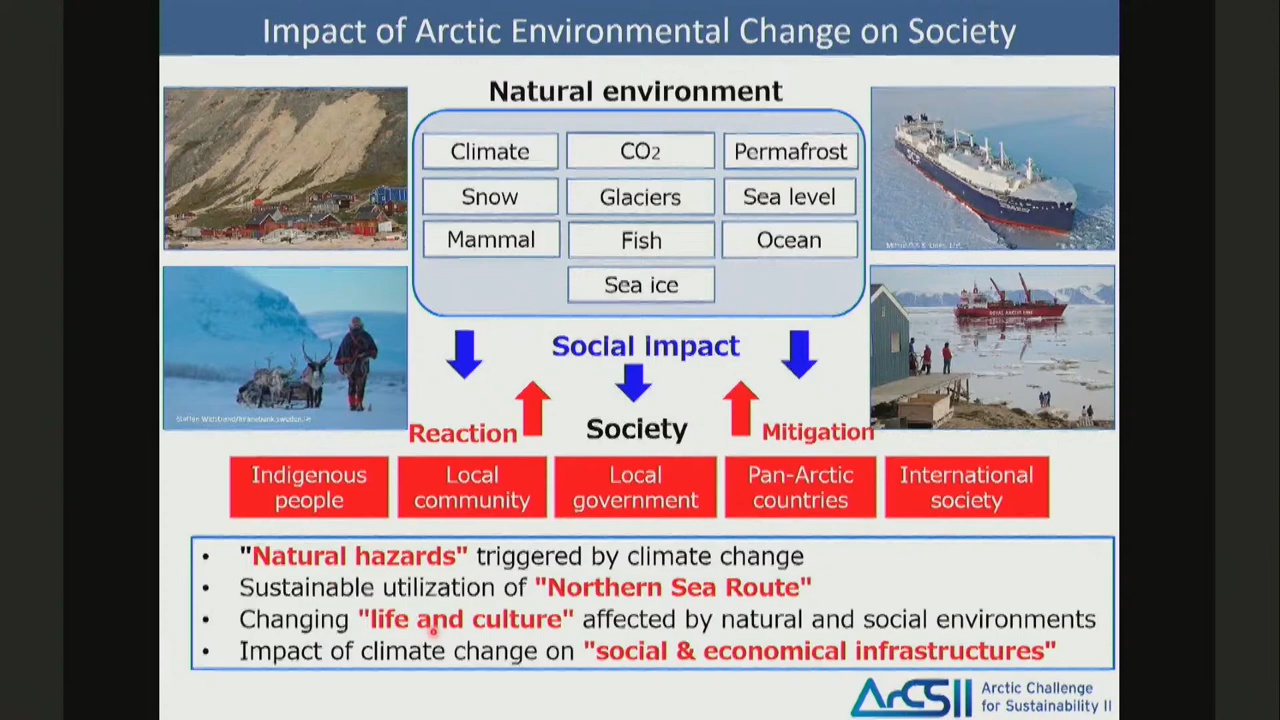 Impact of Arctic Environmental Change on Society
Natural environment
Climate
CO2
Permafrost
Snow
Glaciers
Sea level
Mammal
Fish
Ocean
Sea ice
Social impact
Reaction
Society
Mitigation
Indigenous
people
Local
community
Local
government
Pan-Arctic
countries
International
society
• "Natural hazards" triggered by climate change
• Sustainable utilization of "Northern Sea Route"
• Changing "life and culture" affected by natural and social environments
• Impact of climate change on "social & economical infrastructures"
ArCSII
Arctic Challenge
for Sustainability II